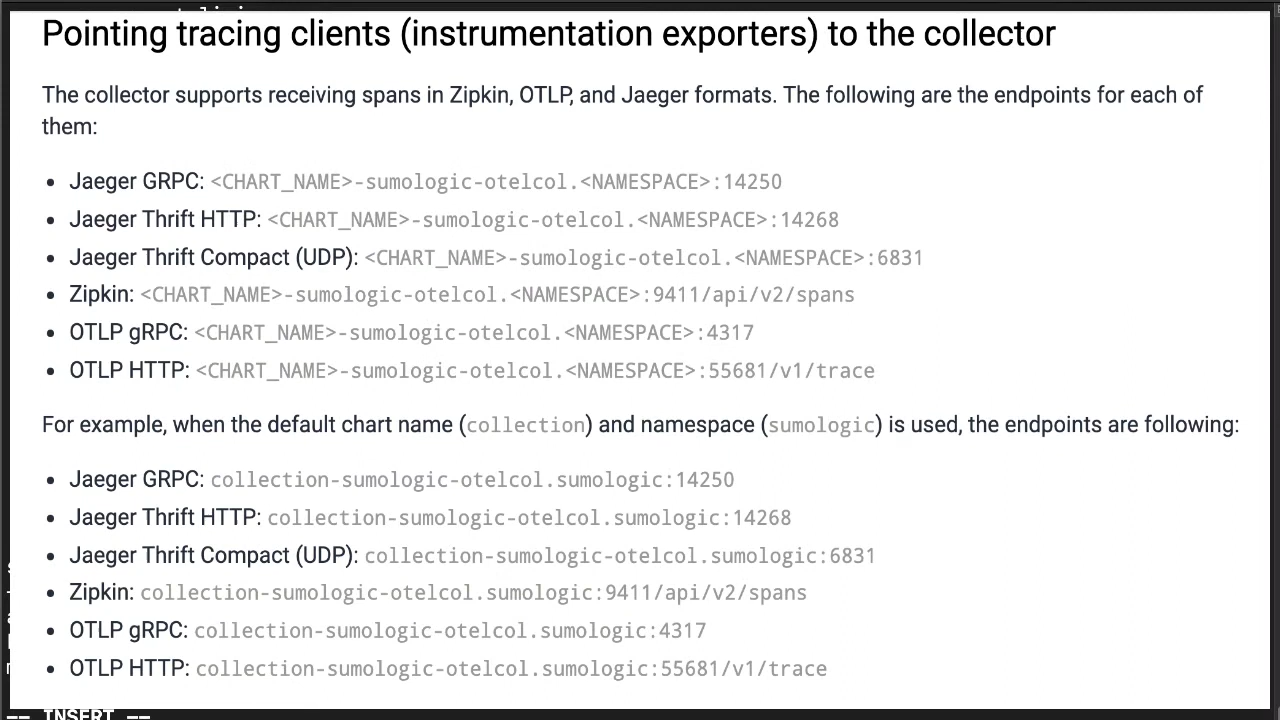 Pointing tracing clients (instrumentation exporters) to the collector
The collector supports receiving spans in Zipkin, OTLP, and Jaeger formats. The following are the endpoints for each of
them:
• Jaeger GRPC: <CHART_NAME>-sumologic-otelcol.<NAMESPACE>:14250
• Jaeger Thrift HTTP: <CHART_NAME>-sumologic-otelcol.<NAMESPACE>:14268
• Jaeger Thrift Compact (UDP): <CHART_NAME>-sumologic-otelcol.<NAMESPACE>:6831
• Zipkin: <CHART_NAME>-sumologic-otelcol.<NAMESPACE>:9411/api/v2/spans
• OTLP gRPC: <CHART_NAME>-sumologic-otelcol.<NAMESPACE>:4317
• OTLP HTTP: <CHART_NAME>-sumologic-otelcol.<NAMESPACE>:55681/v1/trace
For example, when the default chart name (collection) and namespace (sumologic) is used, the endpoints are following:
• Jaeger GRPC: collection-sumologic-otelcol.sumologic:14250
• Jaeger Thrift HTTP: collection-sumologic-otelcol.sumologic:14268
• Jaeger Thrift Compact (UDP): collection-sumologic-otelcol.sumologic:6831
• Zipkin: collection-sumologic-otelcol.sumologic:9411/api/v2/spans
• OTLP gRPC: collection-sumologic-otelcol.sumologic:4317
• OTLP HTTP: collection-sumologic-otelcol.sumologic:55681/v1/trace
-- INSERT --